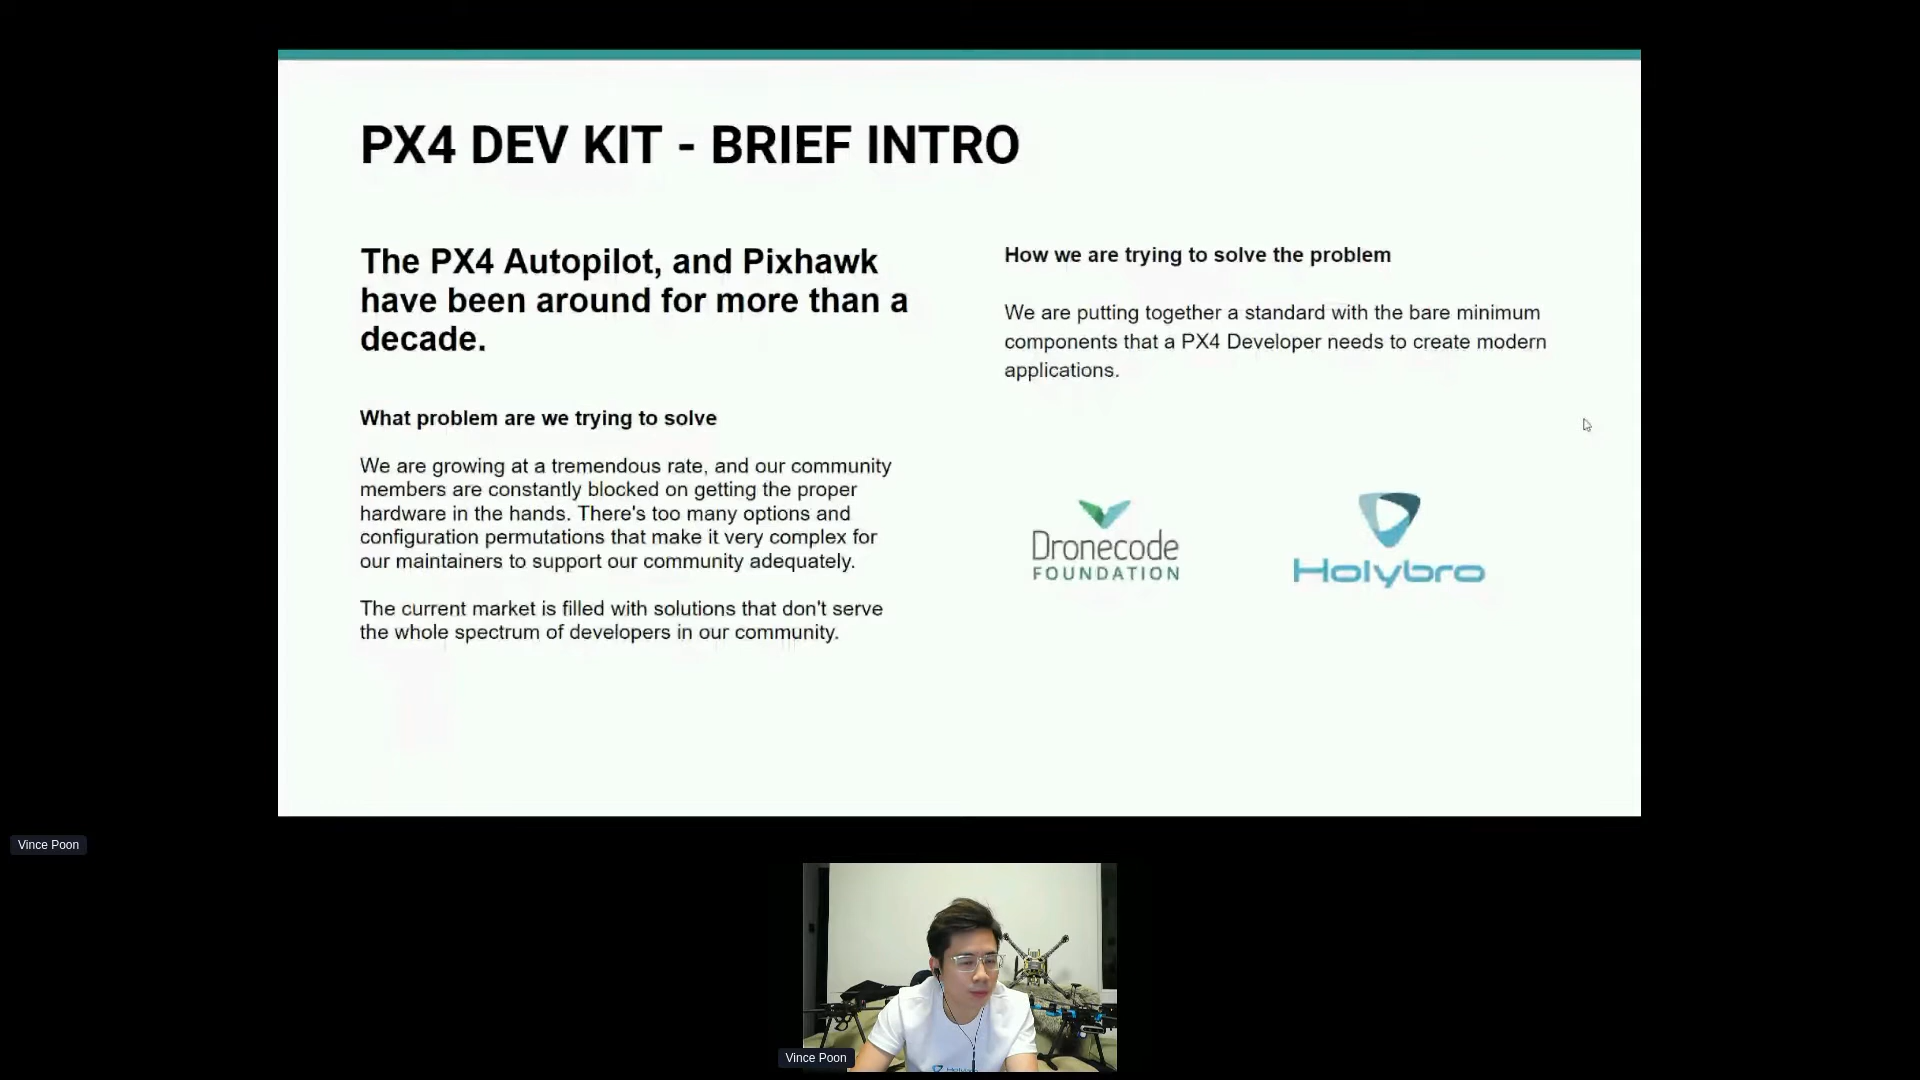 PX4 DEV KIT - BRIEF INTRO
The PX4 Autopilot, and Pixhawk
have been around for more than a
decade.
What problem are we trying to solve
We are growing at a tremendous rate, and our community
members are constantly blocked on getting the proper
hardware in the hands. There's too many options and
configuration permutations that make it very complex for
our maintainers to support our community adequately.
The current market is filled with solutions that don't serve
the whole spectrum of developers in our community.
How we are trying to solve the problem
We are putting together a standard with the bare minimum
components that a PX4 Developer needs to create modern
applications.
Dronecode
FOUNDATION
Holybro
Vince Poon
Vince Poon